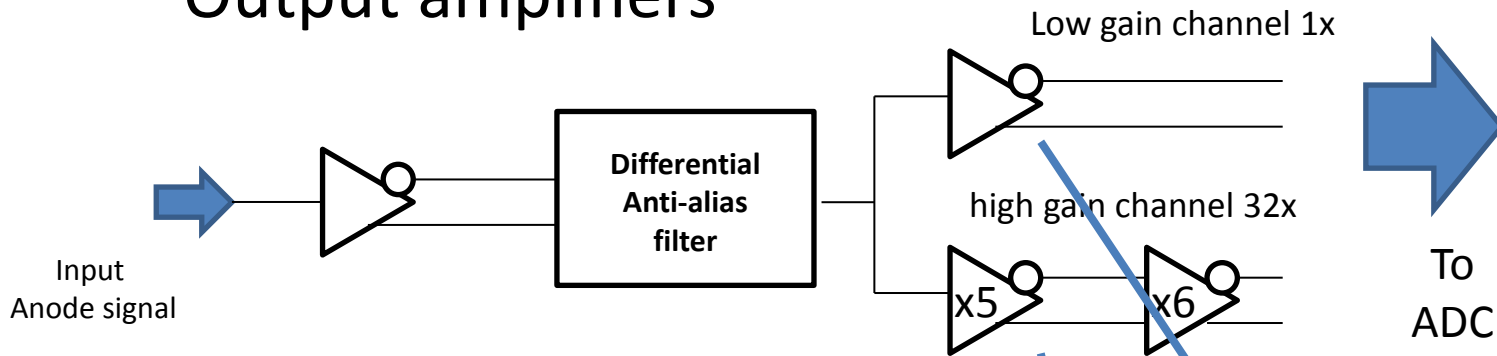 Output amplifiers
Low gain channel 1x
Differential
Anti-alias
filter
high gain channel 32x
Input
Anode signal
x5
x6
To
ADC